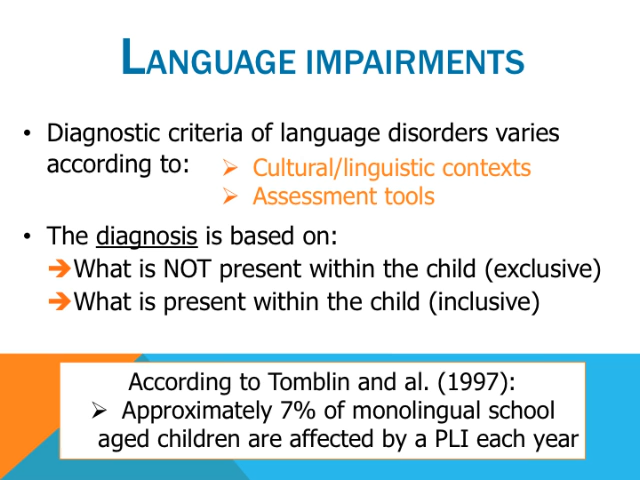 LANGUAGE IMPAIRMENTS
• Diagnostic criteria of language disorders varies
according to:
➢ Cultural/linguistic contexts
➢ Assessment tools
• The diagnosis is based on:
➔What is NOT present within the child (exclusive)
➔What is present within the child (inclusive)
According to Tomblin and al. (1997):
➢ Approximately 7% of monolingual school
aged children are affected by a PLI each year